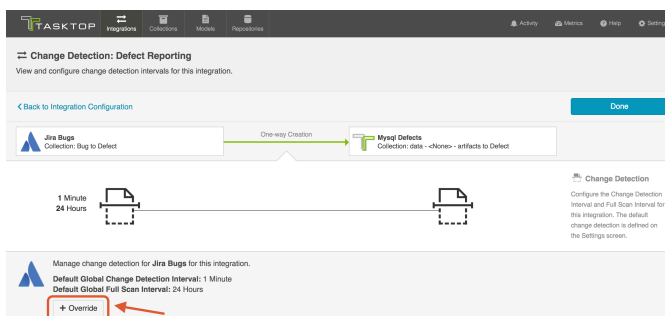 TASKTOP
Integrations
Collections
Models
Repositories
Activity
Metrics
Help
Setting
Change Detection: Defect Reporting
View and configure change detection intervals for this integration.
Back to Integration Configuration
Done
Jira Bugs
Collection: Bug to Defect
One-way Creation
Mysql Defects
Collection: data - <None> - artifacts to Defect
1 Minute
24 Hours
Change Detection
Configure the Change Detection
Interval and Full Scan Interval for
this integration. The default
change detection is defined on
the Settings screen.
Manage change detection for Jira Bugs for this integration.
Default Global Change Detection Interval: 1 Minute
Default Global Full Scan Interval: 24 Hours
+ Override